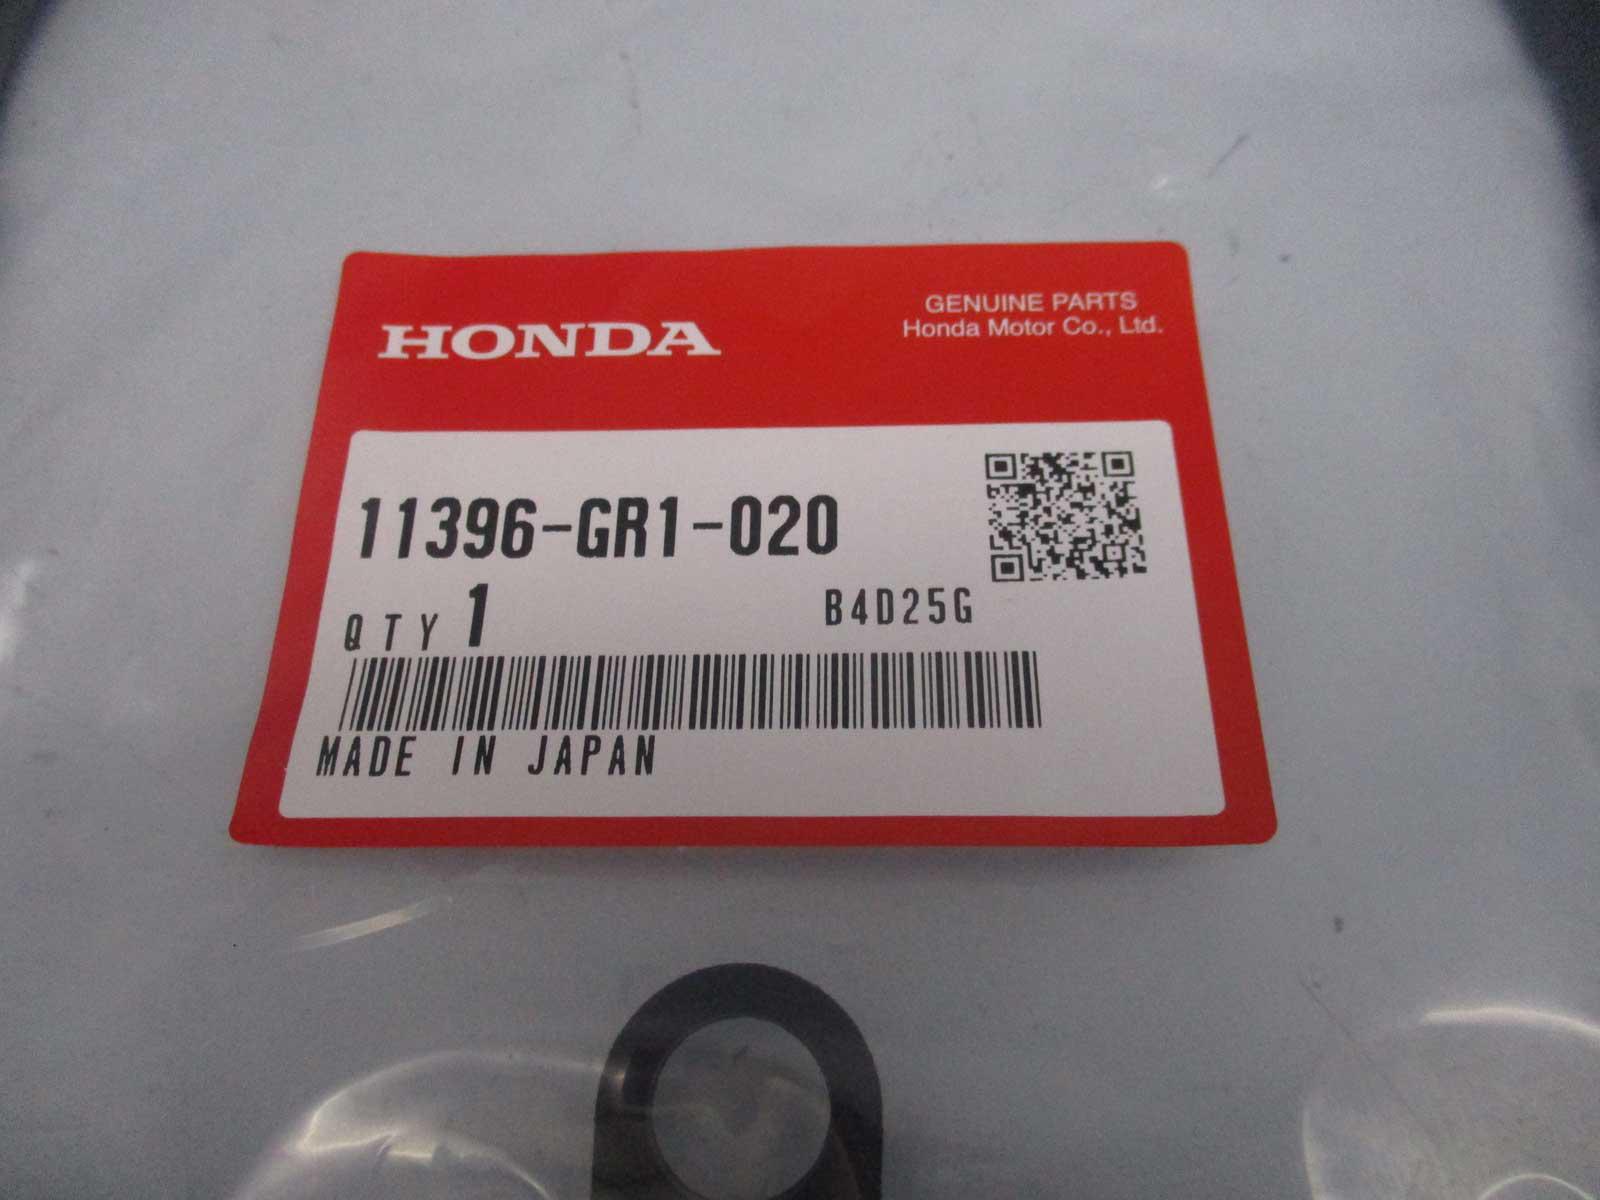 HONDA
GENUINE PARTS
Honda Motor Co., Ltd.
11396-GR1-020
QTY 1
B4D25G
MADE IN JAPAN